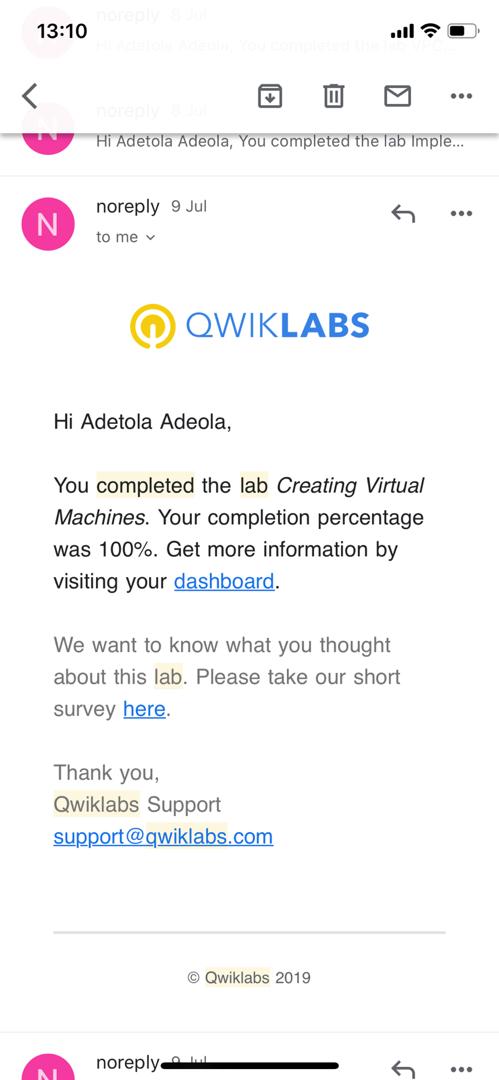 noreply 8 Jul
13:10
Hi Adetola Adeola, You completed the lab VPC...
noreply 8 Jul
N
Hi Adetola Adeola, You completed the lab Imple...
N
noreply 9 Jul
to me
QWIKLABS
Hi Adetola Adeola,
You completed the lab Creating Virtual
Machines. Your completion percentage
was 100%. Get more information by
visiting your dashboard.
We want to know what you thought
about this lab. Please take our short
survey here.
Thank you,
Qwiklabs Support
support@qwiklabs.com
© Qwiklabs 2019
N
noreply 9 Jul